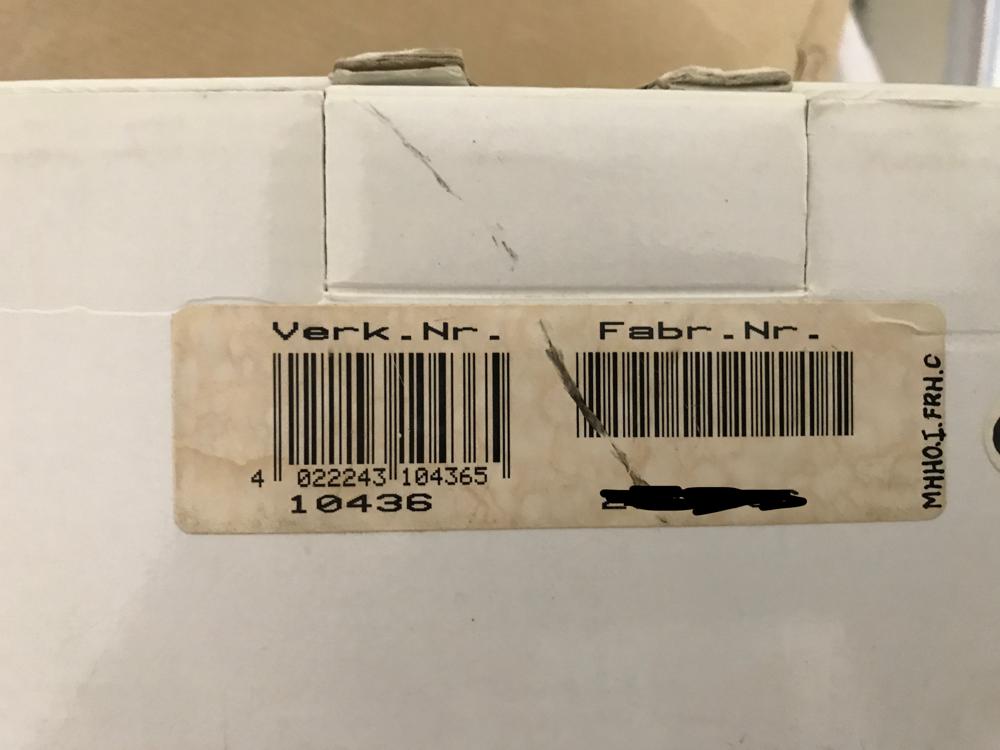 Verk.Nr.
Fabr.Nr.
4 022243 104365
10436
MHHOI.FRH.C